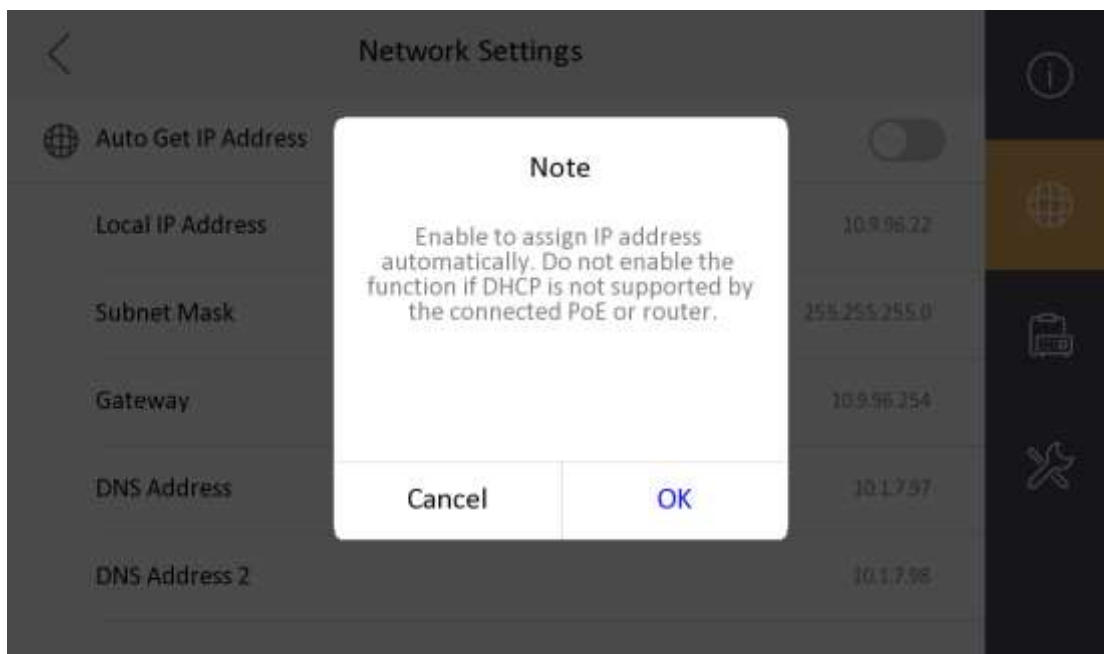 Network Settings
Auto Get IP Address
Note
Enable to assign IP address
automatically. Do not enable the
function if DHCP is not supported by
the connected PoE or router.
Local IP Address 10.9.96.22
Subnet Mask 255.255.255.0
Gateway 10.9.96.254
DNS Address 10.1.7.97
Cancel OK
DNS Address 2 10.1.7.98